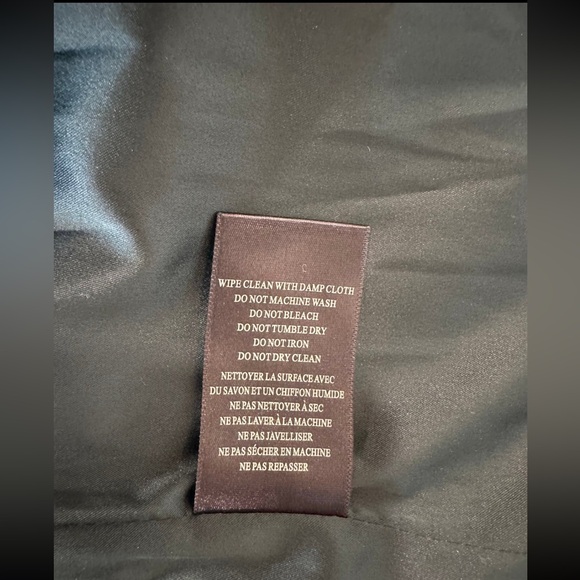 WIPE CLEAN WITH DAMP CLOTH
DO NOT MACHINE WASH
DO NOT BLEACH
DO NOT TUMBLE DRY
DO NOT IRON
DO NOT DRY CLEAN
NETTOYER LA SURFACE AVEC
DU SAVON ET UN CHIFFON HUMIDE
NE PAS NETTOYER À SEC
NE PAS LAVER À LA MACHINE
NE PAS JAVELLISER
NE PAS SÉCHER EN MACHINE
NE PAS REPASSER